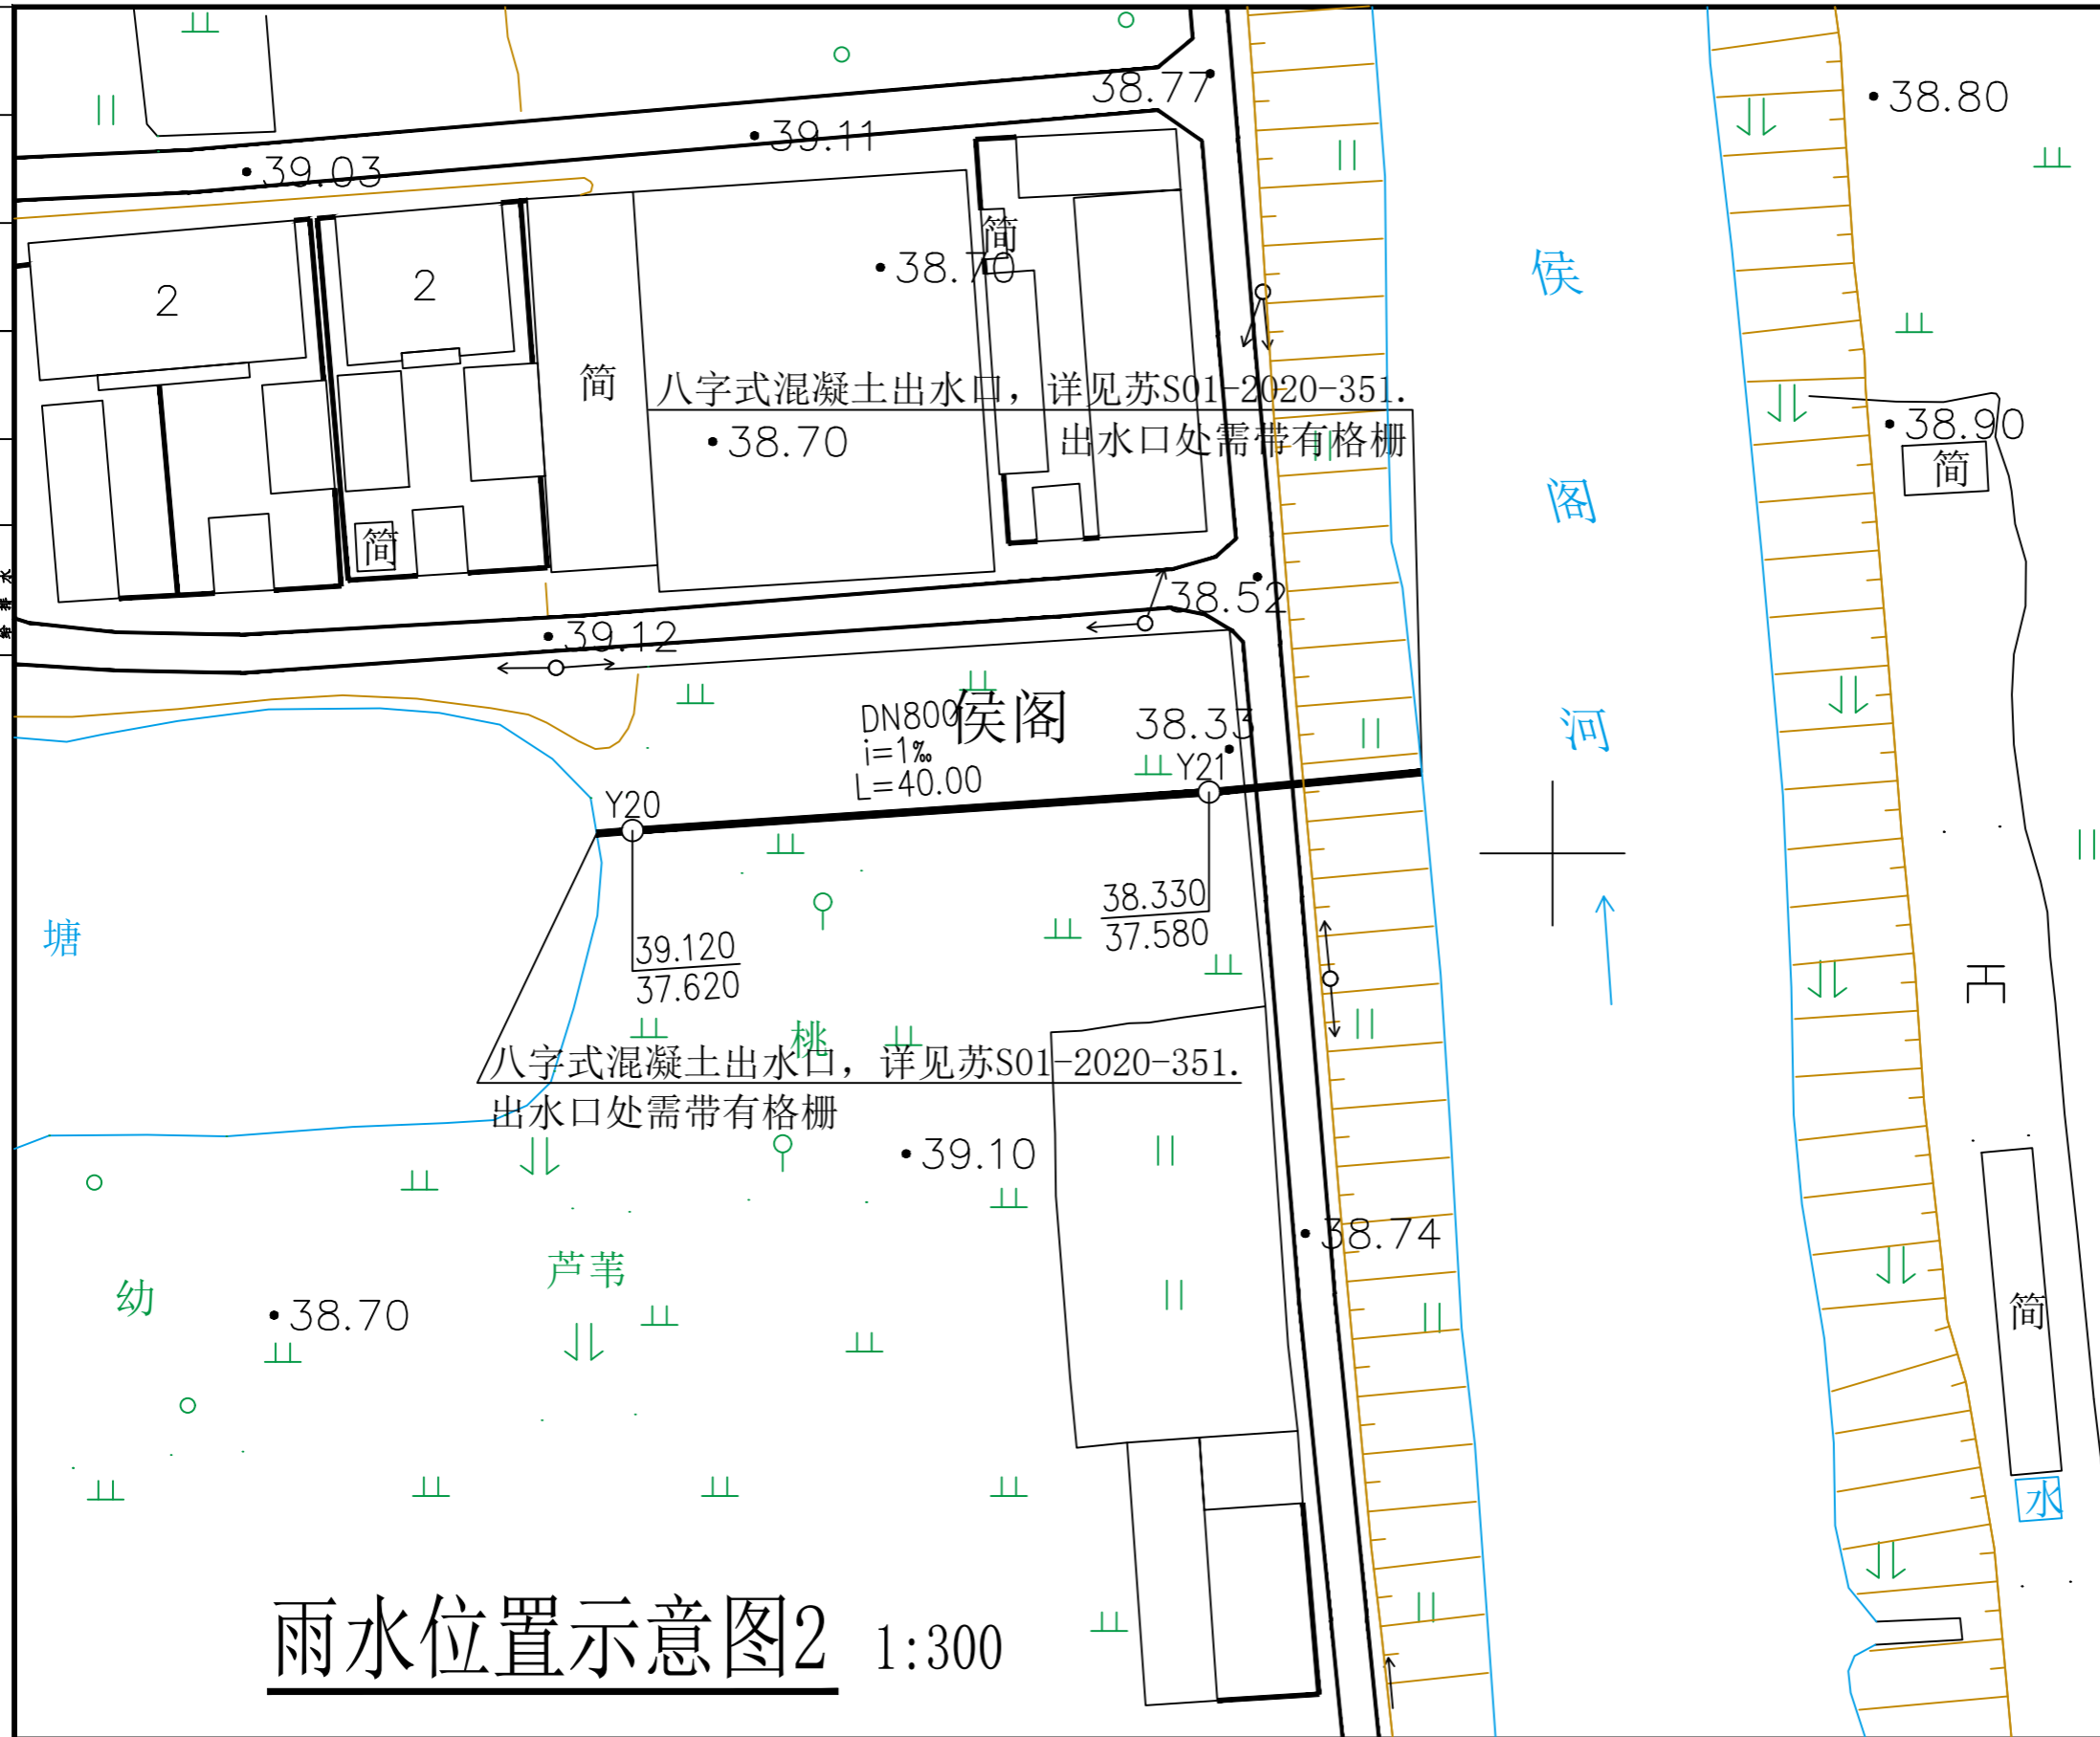 38.77
38.80
39.11
39.03
简
38.70
2
2
侯
简
八字式混凝土出水口，详见苏S01-2020-351.
38.70
出水口处需带有格栅
38.90
简
阁
简
38.52
39.12
DN800
侯阁
38.33
i=1‰
河
L=40.00
Y21
Y20
38.330
37.580
塘
39.120
37.620
工
桃
八字式混凝土出水口，详见苏S01-2020-351.
出水口处需带有格栅
39.10
38.74
芦苇
幼
38.70
简
水
雨水位置示意图2 1:300